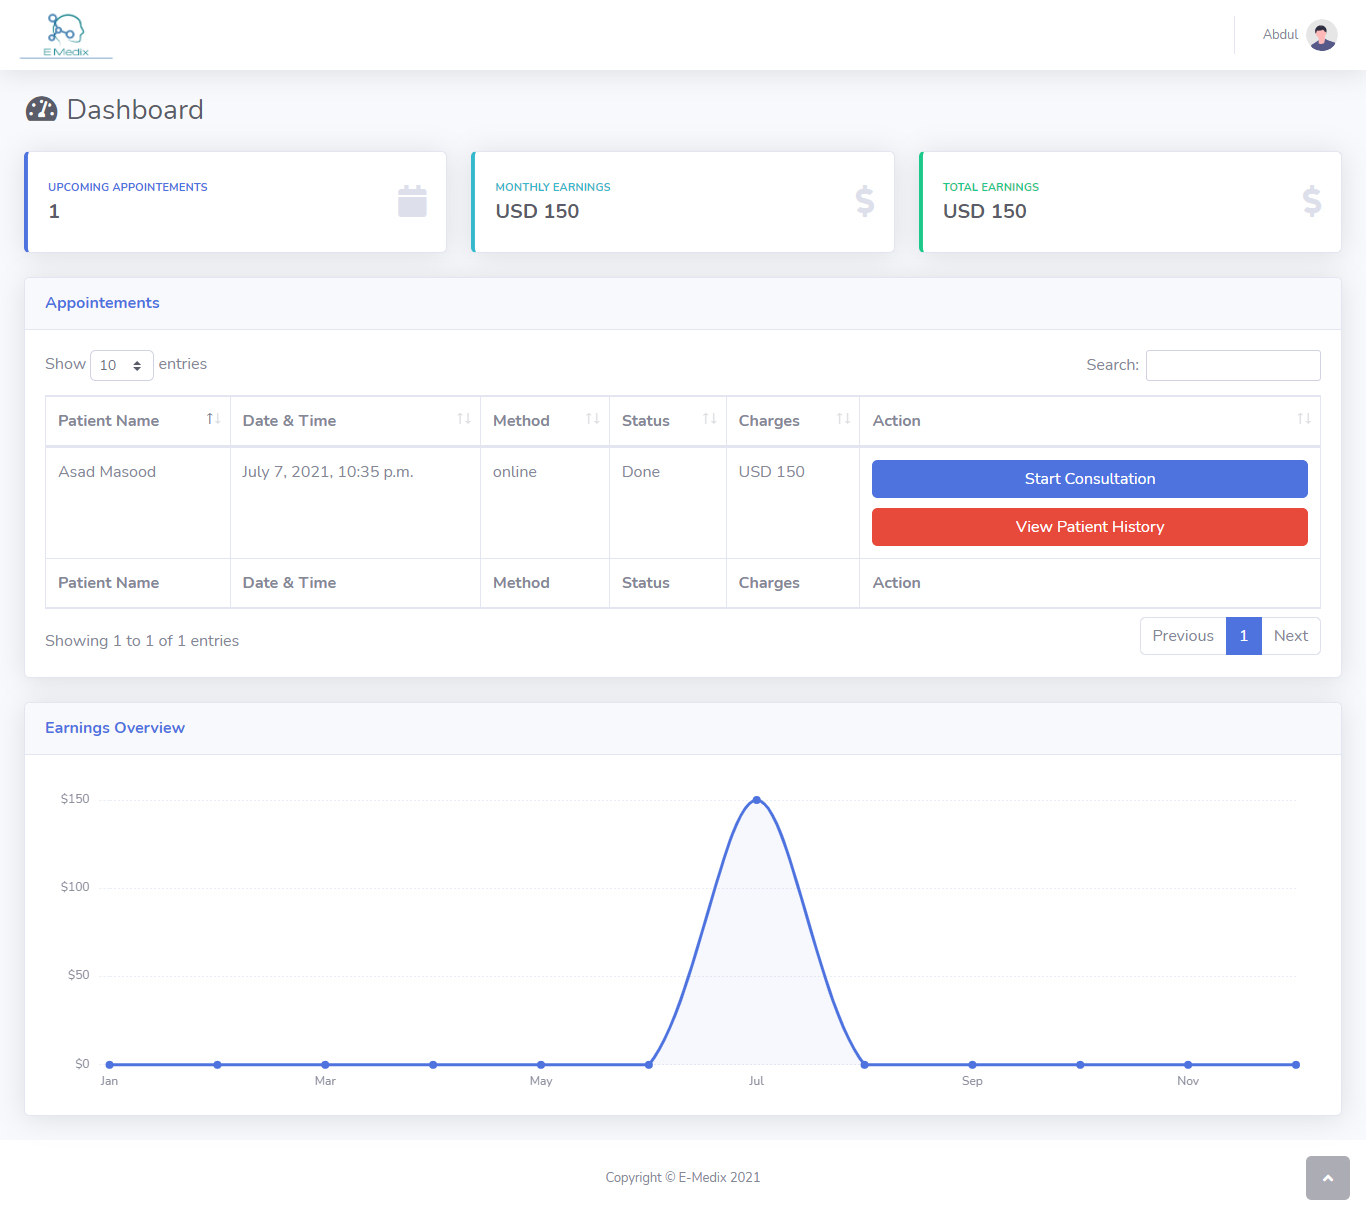 E Medix
Abdul
Dashboard
UPCOMING APPOINTEMENTS
1
MONTHLY EARNINGS
USD 150
TOTAL EARNINGS
USD 150
Appointements
Show 10 entries
Search:
Patient Name Date & Time Method Status Charges Action
Asad Masood July 7, 2021, 10:35 p.m. online Done USD 150 Start Consultation
View Patient History
Patient Name Date & Time Method Status Charges Action
Showing 1 to 1 of 1 entries
Previous 1 Next
Earnings Overview
$150
$100
$50
$0
Jan Mar May Jul Sep Nov
Copyright © E-Medix 2021